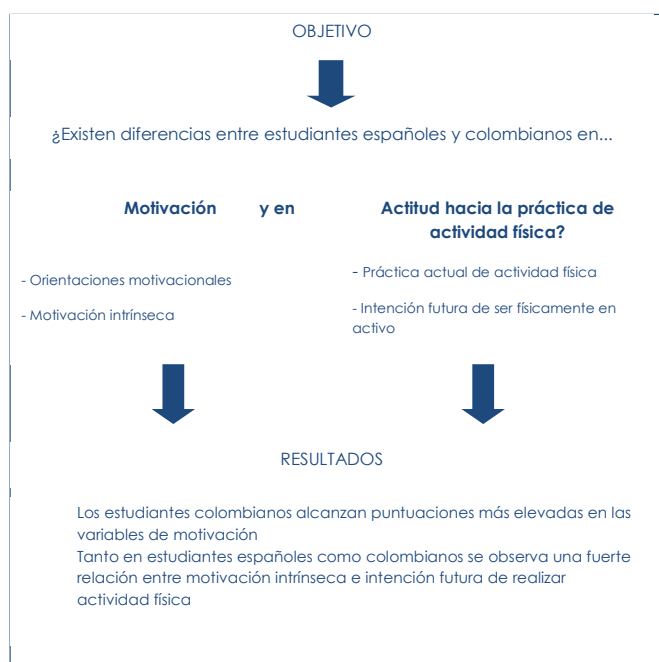 OBJETIVO
¿Existen diferencias entre estudiantes españoles y colombianos en...
Motivación y en
Actitud hacia la práctica de
actividad física?
- Orientaciones motivacionales
- Motivación intrínseca
- Práctica actual de actividad física
- Intención futura de ser físicamente en
activo
RESULTADOS
Los estudiantes colombianos alcanzan puntuaciones más elevadas en las
variables de motivación
Tanto en estudiantes españoles como colombianos se observa una fuerte
relación entre motivación intrínseca e intención futura de realizar
actividad física